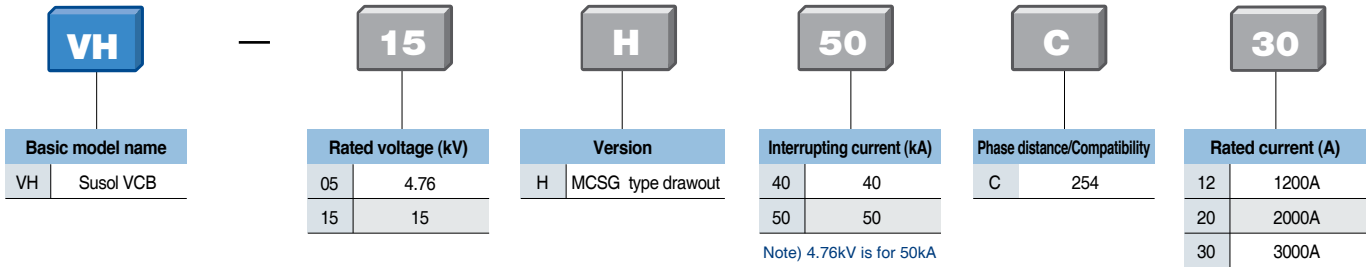 VH — 15 H 50 C 30
Basic model name
VH Susol VCB
Rated voltage (kV)
05 4.76
15 15
Version
H MCSG type drawout
Interrupting current (kA)
40 40
50 50
Note) 4.76kV is for 50kA
Phase distance/Compatibility
C 254
Rated current (A)
12 1200A
20 2000A
30 3000A